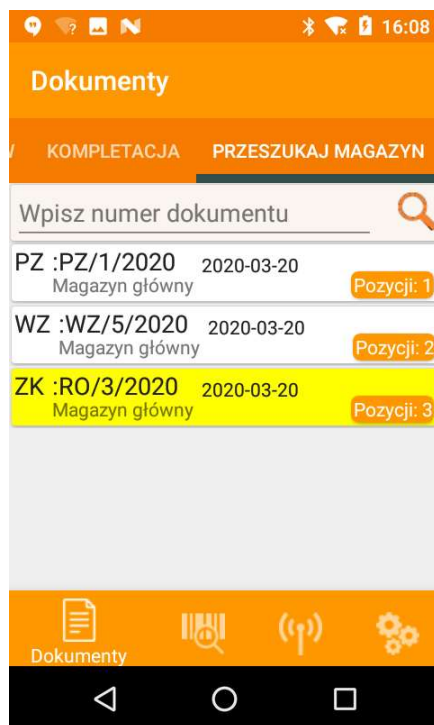 16:08
Dokumenty
KOMPLETACJA PRZESZUKAJ MAGAZYN
Wpisz numer dokumentu
PZ :PZ/1/2020 2020-03-20
Magazyn główny Pozycji: 1
WZ :WZ/5/2020 2020-03-20
Magazyn główny Pozycji: 2
ZK :RO/3/2020 2020-03-20
Magazyn główny Pozycji: 3
Dokumenty